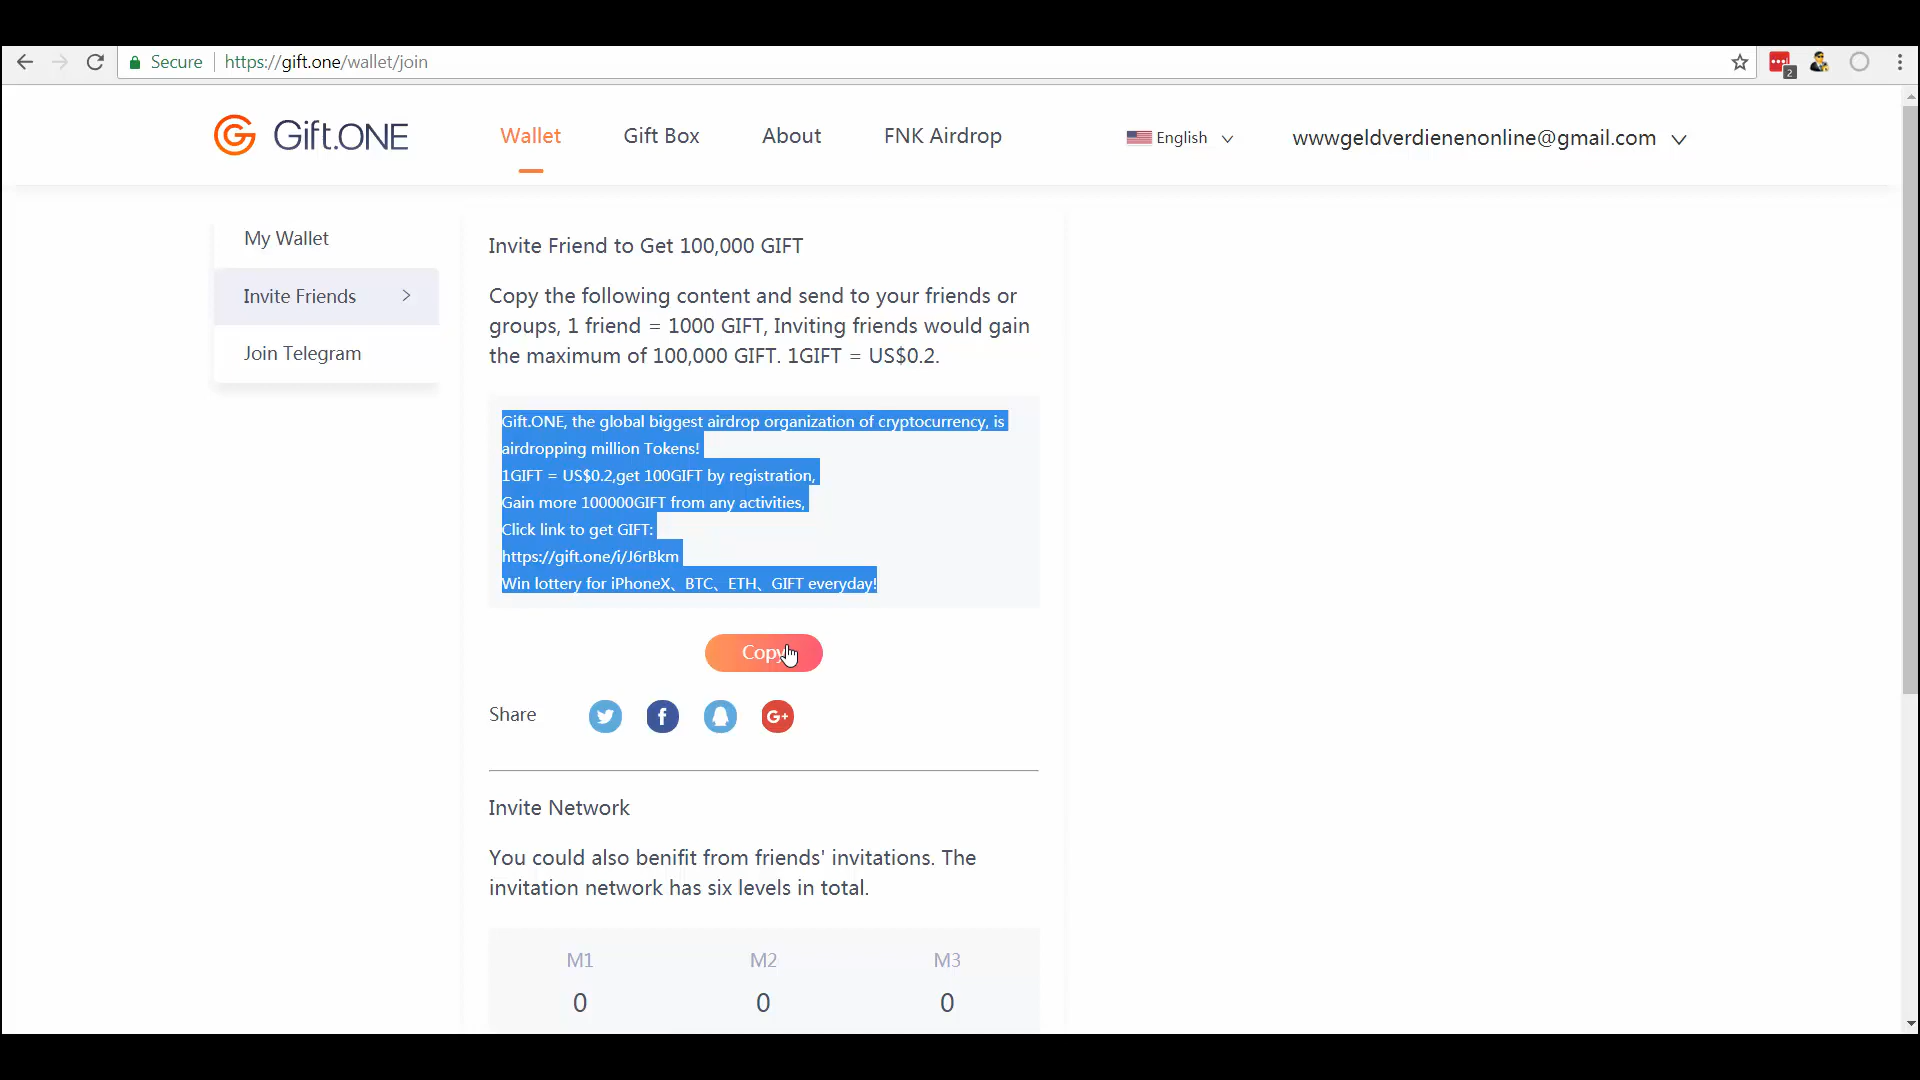 Secure https://gift.one/wallet/join
2
Gift.ONE
Wallet
Gift Box
About
FNK Airdrop
English
wwwgeldverdienenonline@gmail.com
My Wallet
Invite Friends
Join Telegram
Invite Friend to Get 100,000 GIFT
Copy the following content and send to your friends or
groups, 1 friend = 1000 GIFT, Inviting friends would gain
the maximum of 100,000 GIFT. 1GIFT = US$0.2.
Gift.ONE, the global biggest airdrop organization of cryptocurrency, is
airdropping million Tokens!
1GIFT = US$0.2,get 100GIFT by registration,
Gain more 100000GIFT from any activities,
Click link to get GIFT:
https://gift.one/i/J6rBkm
Win lottery for iPhoneX、BTC、ETH、GIFT everyday!
Copy
Share
f
G+
Invite Network
You could also benifit from friends' invitations. The
invitation network has six levels in total.
M1 M2 M3
0 0 0